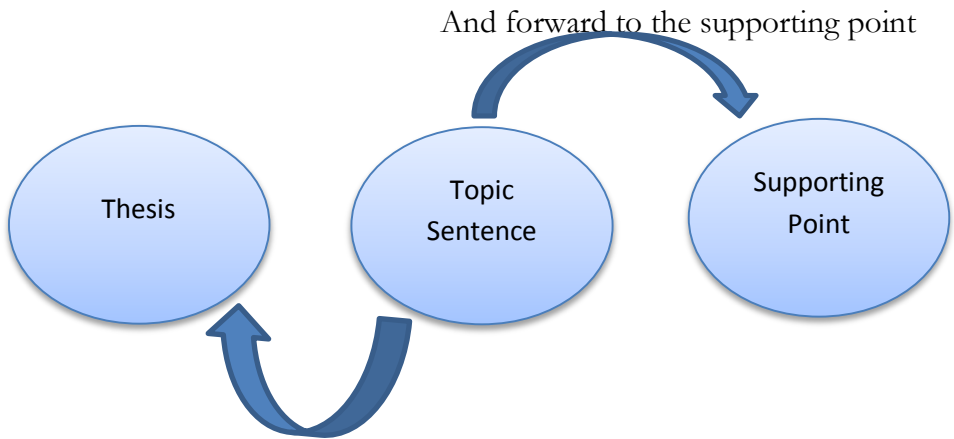 And forward to the supporting point
Thesis
Topic
Sentence
Supporting
Point